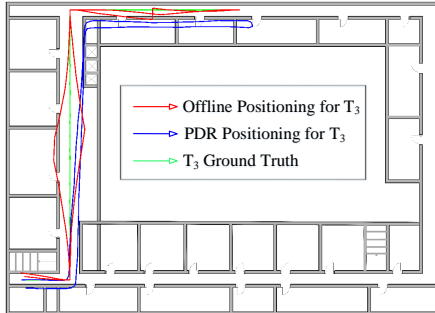 Offline Positioning for T₃
PDR Positioning for T₃
T₃ Ground Truth